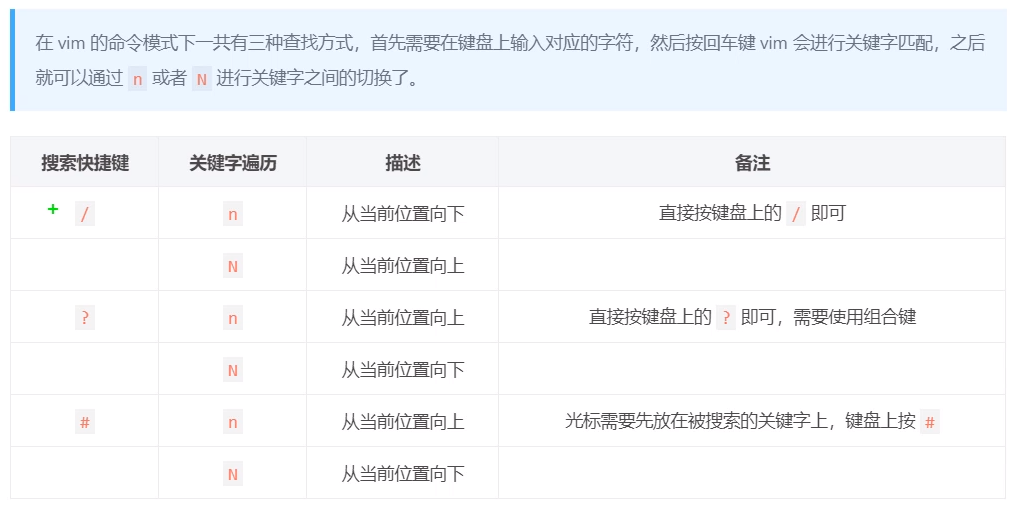 在 vim 的命令模式下一共有三种查找方式，首先需要在键盘上输入对应的字符，然后按回车键 vim 会进行关键字匹配，之后
就可以通过 n 或者 N 进行关键字之间的切换了。
搜索快捷键 关键字遍历 描述 备注
+ / n 从当前位置向下 直接按键盘上的 / 即可
N 从当前位置向上
? n 从当前位置向上 直接按键盘上的 ? 即可，需要使用组合键
N 从当前位置向下
# n 从当前位置向上 光标需要先放在被搜索的关键字上，键盘上按 #
N 从当前位置向下